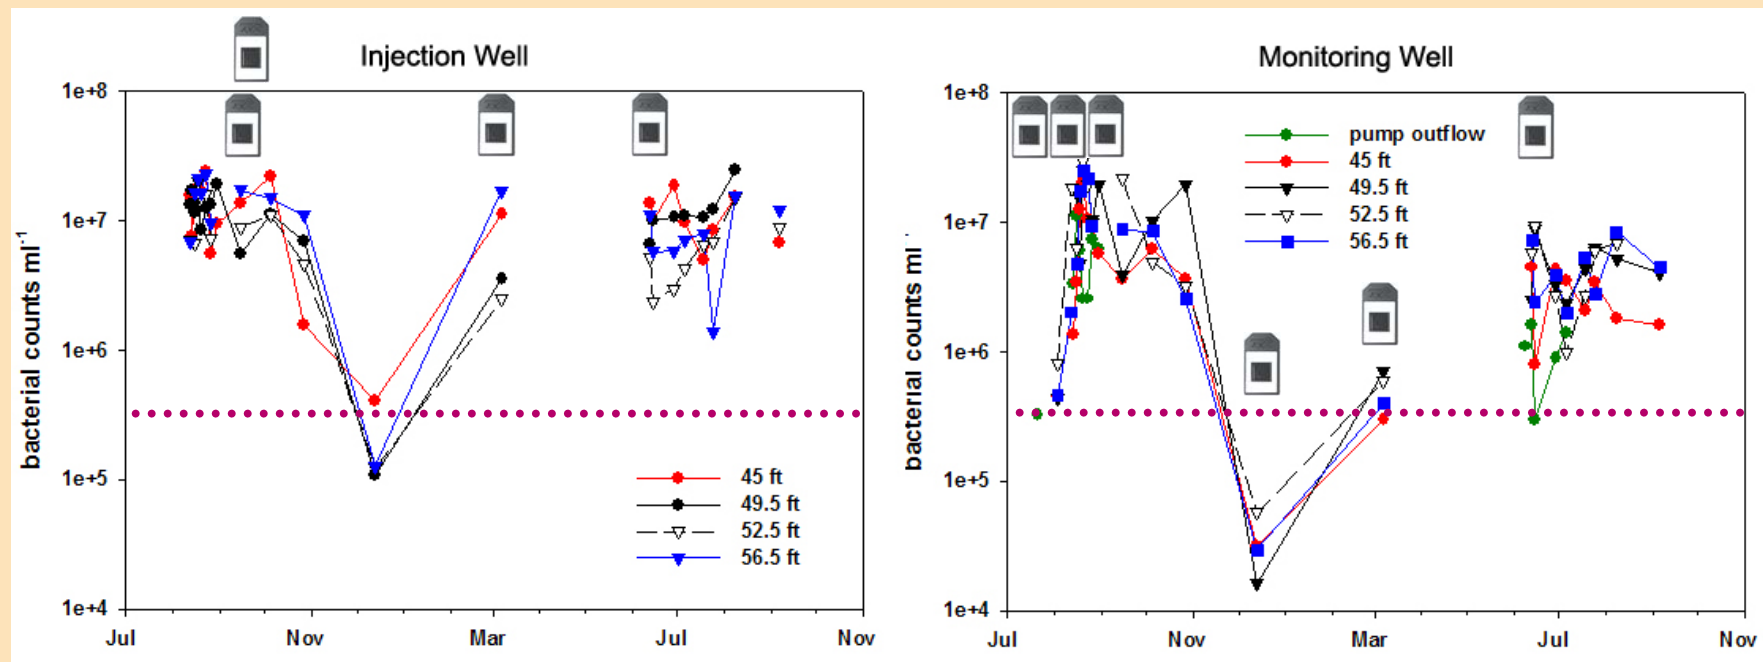 Injection Well
bacterial counts ml-1
1e+8
1e+7
1e+6
1e+5
1e+4
Jul
Nov
Mar
Jul
Nov
45 ft
49.5 ft
52.5 ft
56.5 ft
Monitoring Well
bacterial counts ml
1e+8
1e+7
1e+6
1e+5
1e+4
Jul
Nov
Mar
Jul
Nov
pump outflow
45 ft
49.5 ft
52.5 ft
56.5 ft